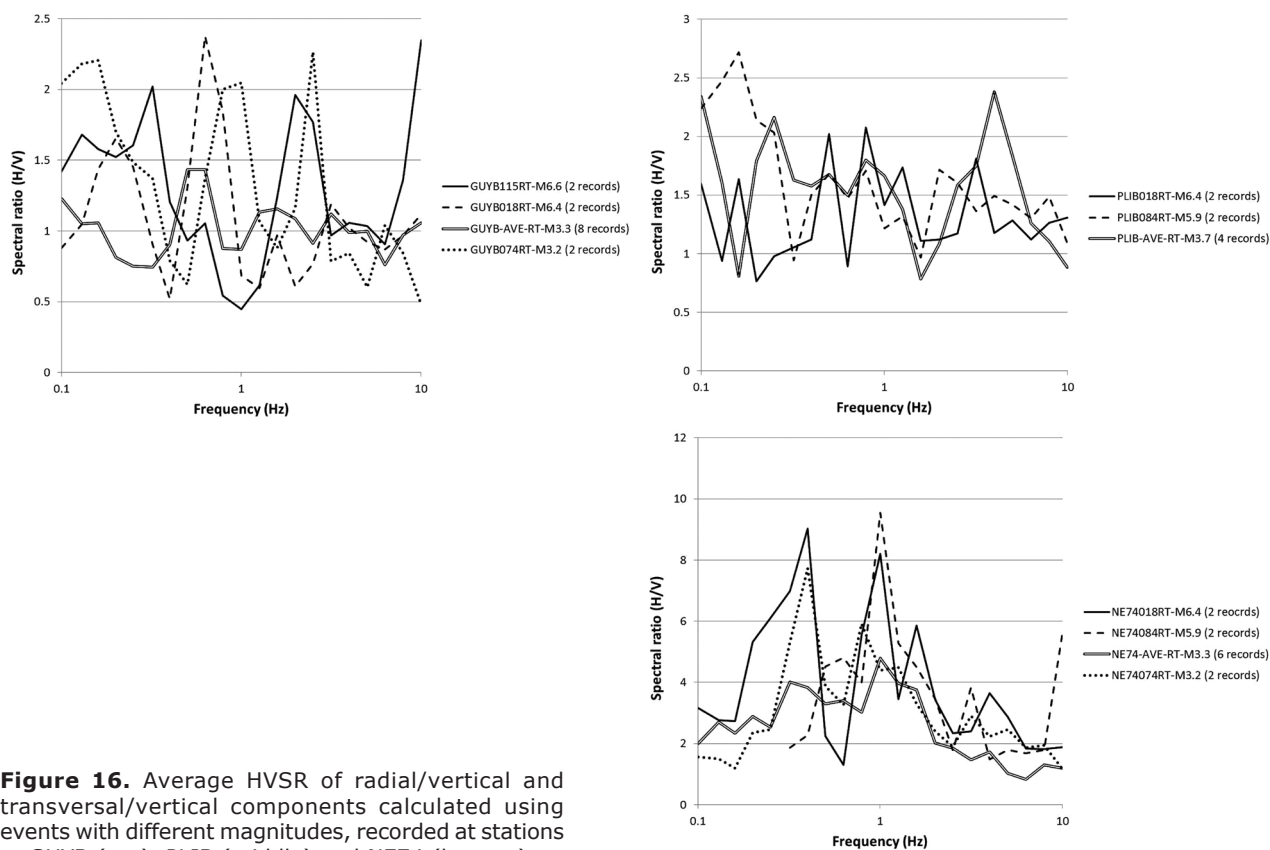 2.5
2
1.5
1
0.5
0
0.1
1
10
Spectral ratio (H/V)
Frequency (Hz)
GUYB115RT-M6.6 (2 records)
GUYB018RT-M6.4 (2 records)
GUYB-AVE-RT-M3.3 (8 records)
GUYB074RT-M3.2 (2 records)
3
2.5
2
1.5
1
0.5
0
0.1
1
10
Spectral ratio (H/V)
Frequency (Hz)
PLIB018RT-M6.4 (2 records)
PLIB084RT-M5.9 (2 records)
PLIB-AVE-RT-M3.7 (4 records)
12
10
8
6
4
2
0
0.1
1
10
Spectral ratio (H/V)
Frequency (Hz)
NE74018RT-M6.4 (2 reocrds)
NE74084RT-M5.9 (2 records)
NE74-AVE-RT-M3.3 (6 records)
NE74074RT-M3.2 (2 records)
Figure 16. Average HVSR of radial/vertical and
transversal/vertical components calculated using
events with different magnitudes, recorded at stations